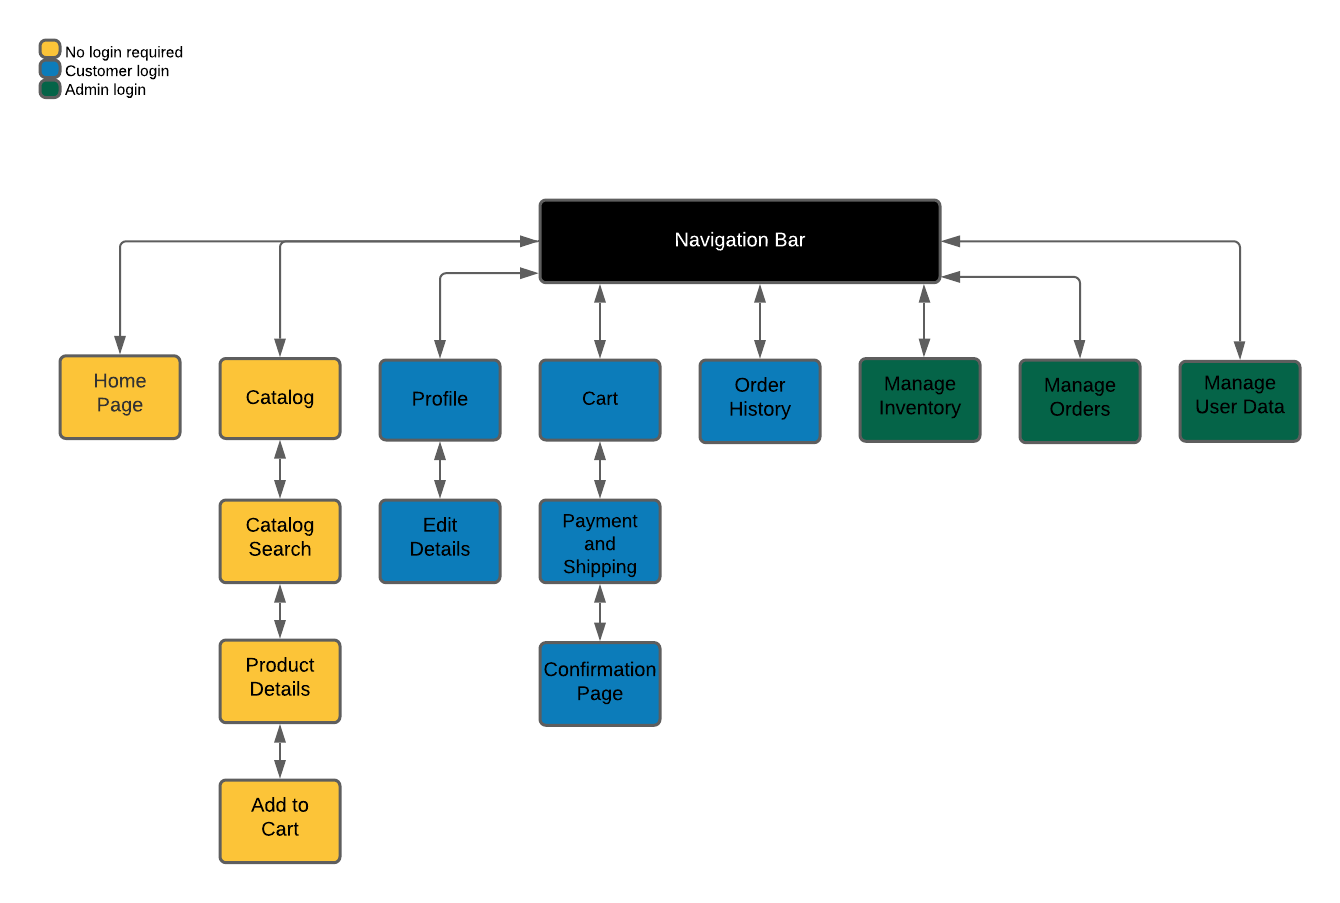 No login required
Customer login
Admin login
Navigation Bar
Home
Page
Catalog
Profile
Cart
Order
History
Manage
Inventory
Manage
Orders
Manage
User Data
Catalog
Search
Edit
Details
Payment
and
Shipping
Product
Details
Confirmation
Page
Add to
Cart